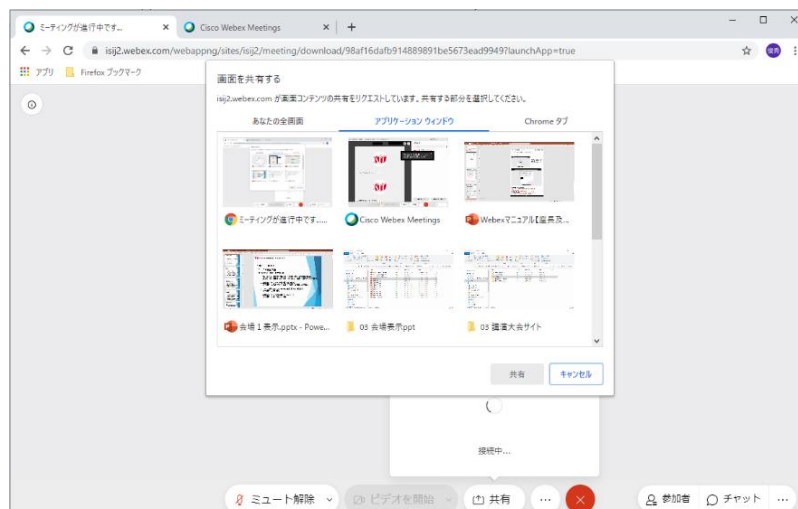 ミーティングが進行中です...
Cisco Webex Meetings
isij2.webex.com/webappng/sites/isij2/meeting/download/98af16dafb914889891be5673ead9949?launchApp=true
アプリ
Firefox ブックマーク
画面を共有する
isij2.webex.com が画面コンテンツの共有をリクエストしています。共有する部分を選択してください。
あなたの全画面
アプリケーション ウィンドウ
Chrome タブ
ミーティングが進行中です......
Cisco Webex Meetings
Webexマニュアル【座長及...
会場 1 表示.pptx - Powe...
03 会場表示ppt
03 講演大会サイト
共有
キャンセル
接続中...
ミュート解除
ビデオを開始
共有
参加者
チャット